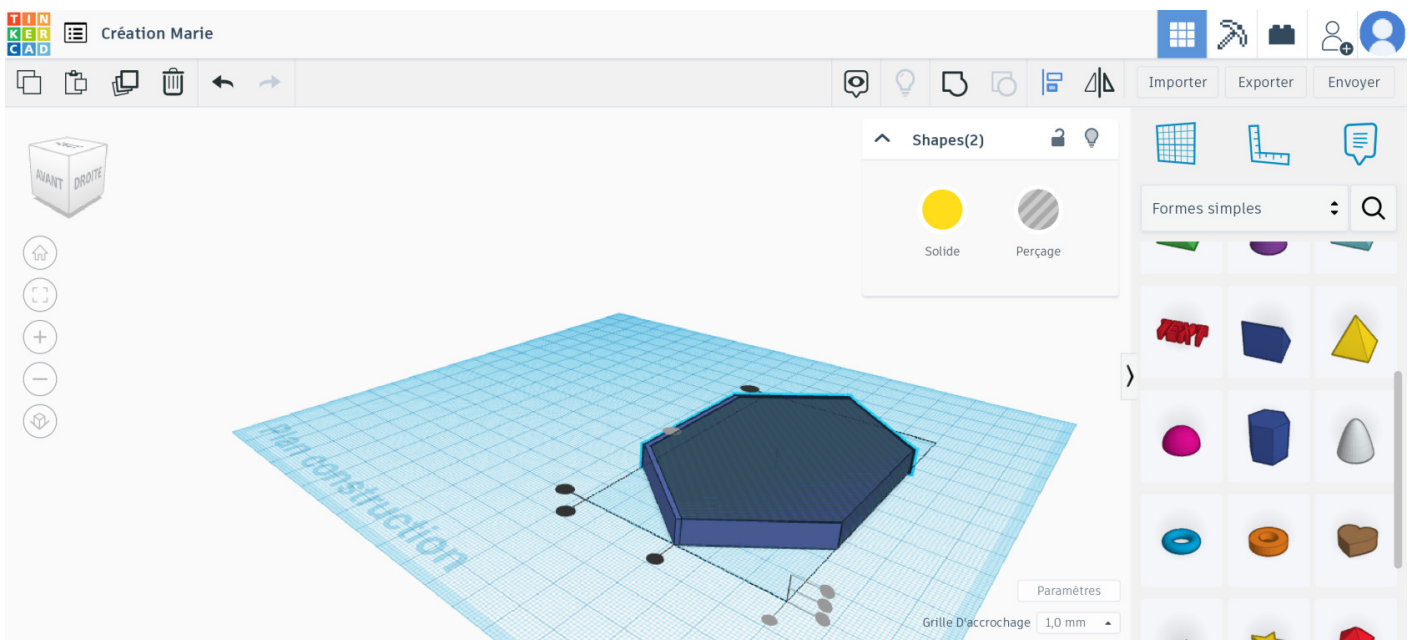 TIN
KER
CAD
Création Marie
Importer
Exporter
Envoyer
Shapes(2)
Solide
Perçage
AVANT
DROITE
Formes simples
TEXT
Plan construction
Paramètres
Grille D'accrochage 1,0 mm